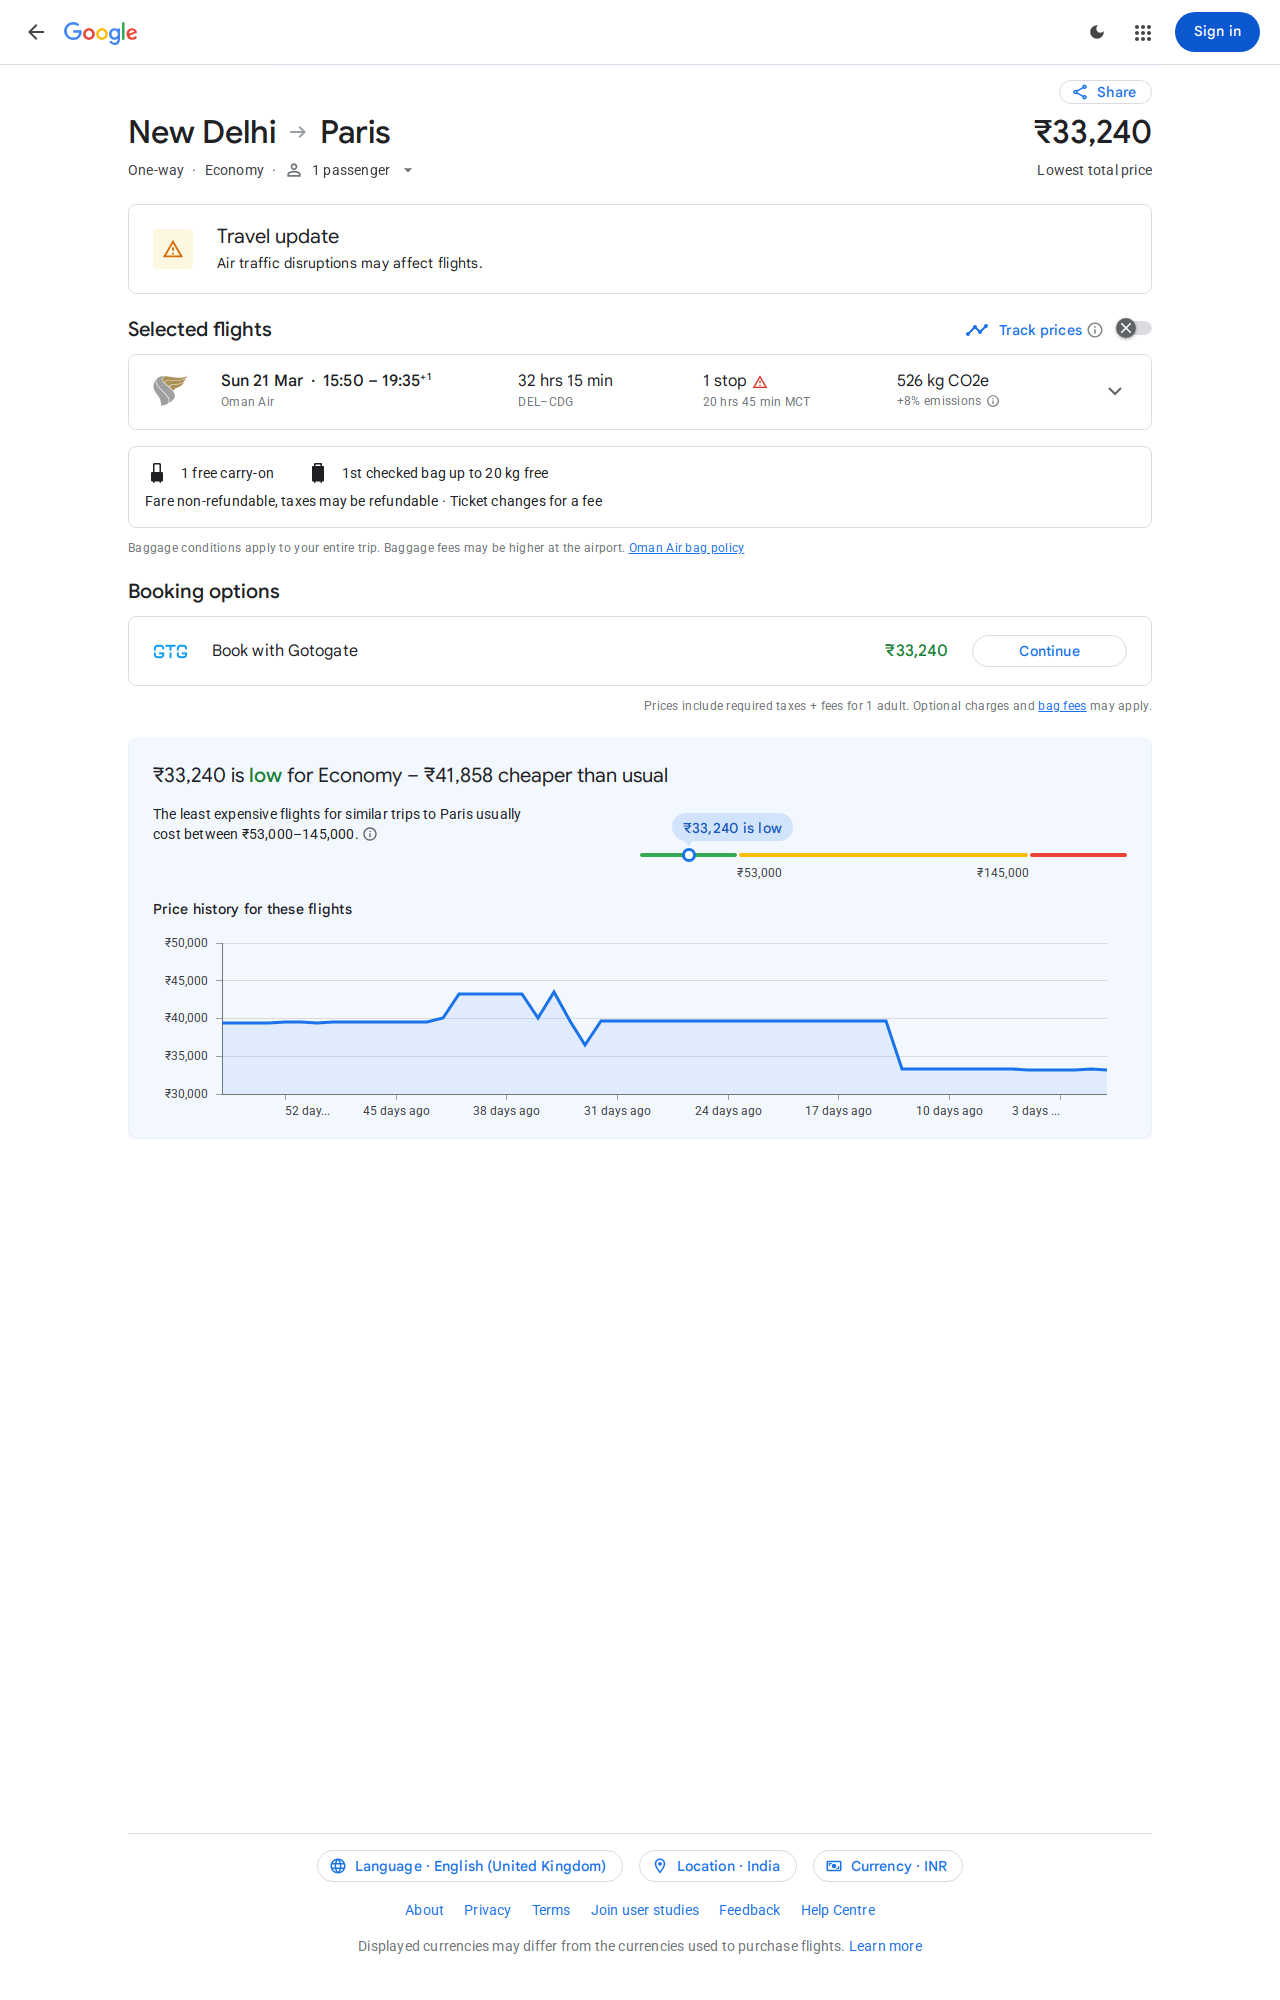 Google
Sign in
Share
New Delhi → Paris
₹33,240
One-way · Economy · 1 passenger
Lowest total price
Travel update
Air traffic disruptions may affect flights.
Selected flights
Track prices
Sun 21 Mar · 15:50 – 19:35+1
32 hrs 15 min
1 stop
526 kg CO2e
Oman Air
DEL–CDG
20 hrs 45 min MCT
+8% emissions
1 free carry-on
1st checked bag up to 20 kg free
Fare non-refundable, taxes may be refundable · Ticket changes for a fee
Baggage conditions apply to your entire trip. Baggage fees may be higher at the airport. Oman Air bag policy
Booking options
GTG
Book with Gotogate
₹33,240
Continue
Prices include required taxes + fees for 1 adult. Optional charges and bag fees may apply.
₹33,240 is low for Economy – ₹41,858 cheaper than usual
The least expensive flights for similar trips to Paris usually
cost between ₹53,000–145,000.
₹33,240 is low
₹53,000
₹145,000
Price history for these flights
₹50,000
₹45,000
₹40,000
₹35,000
₹30,000
52 day...
45 days ago
38 days ago
31 days ago
24 days ago
17 days ago
10 days ago
3 days ...
Language · English (United Kingdom)
Location · India
Currency · INR
About
Privacy
Terms
Join user studies
Feedback
Help Centre
Displayed currencies may differ from the currencies used to purchase flights. Learn more